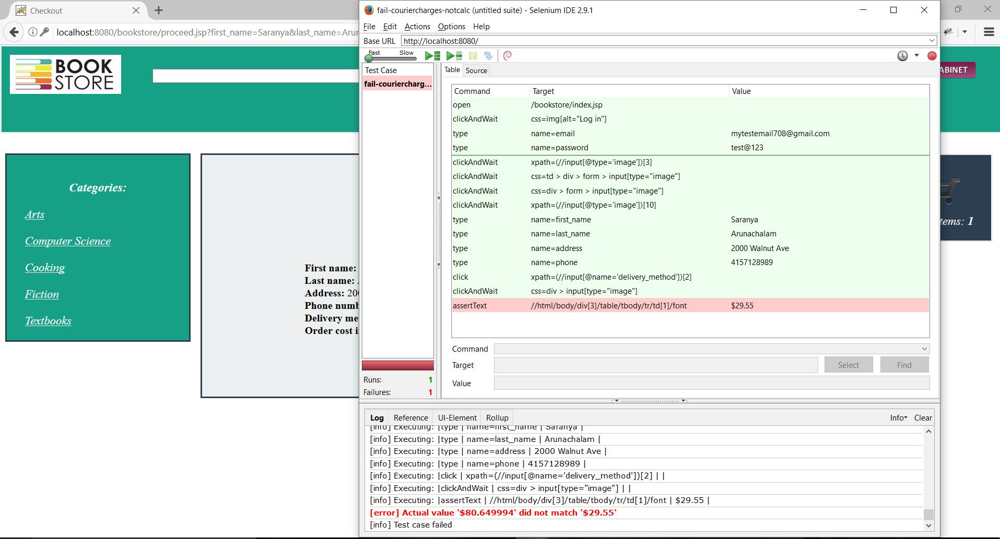 Checkout
localhost:8080/bookstore/proceed.jsp?first_name=Saranya&last_name=Arur
BOOK
STORE
Categories:
Arts
Computer Science
Cooking
Fiction
Textbooks
First name:
Last name:
Address: 200
Phone numb
Delivery me
Order cost i
ABINET
tems: 1
fail-couriercharges-notcalc (untitled suite) - Selenium IDE 2.9.1
File Edit Actions Options Help
Base URL http://localhost:8080/
Fast Slow
Test Case
fail-couriercharg...
Runs: 1
Failures: 1
Table Source
Command Target Value
open /bookstore/index.jsp
clickAndWait css=img[alt="Log in"]
type name=email mytestemail708@gmail.com
type name=password test@123
clickAndWait xpath=(//input[@type='image'])[3]
clickAndWait css=td > div > form > input[type="image"]
clickAndWait css=div > form > input[type="image"]
clickAndWait xpath=(//input[@type='image'])[10]
type name=first_name Saranya
type name=last_name Arunachalam
type name=address 2000 Walnut Ave
type name=phone 4157128989
click xpath=(//input[@name='delivery_method'])[2]
clickAndWait css=div > input[type="image"]
assertText //html/body/div[3]/table/tbody/tr/td[1]/font $29.55
Command
Target Select Find
Value
Log Reference UI-Element Rollup Info Clear
[info] Executing: |type | name=first_name | Saranya |
[info] Executing: |type | name=last_name | Arunachalam |
[info] Executing: |type | name=address | 2000 Walnut Ave |
[info] Executing: |type | name=phone | 4157128989 |
[info] Executing: |click | xpath=(//input[@name='delivery_method'])[2] | |
[info] Executing: |clickAndWait | css=div > input[type="image"] | |
[info] Executing: |assertText | //html/body/div[3]/table/tbody/tr/td[1]/font | $29.55 |
[error] Actual value '$80.649994' did not match '$29.55'
[info] Test case failed